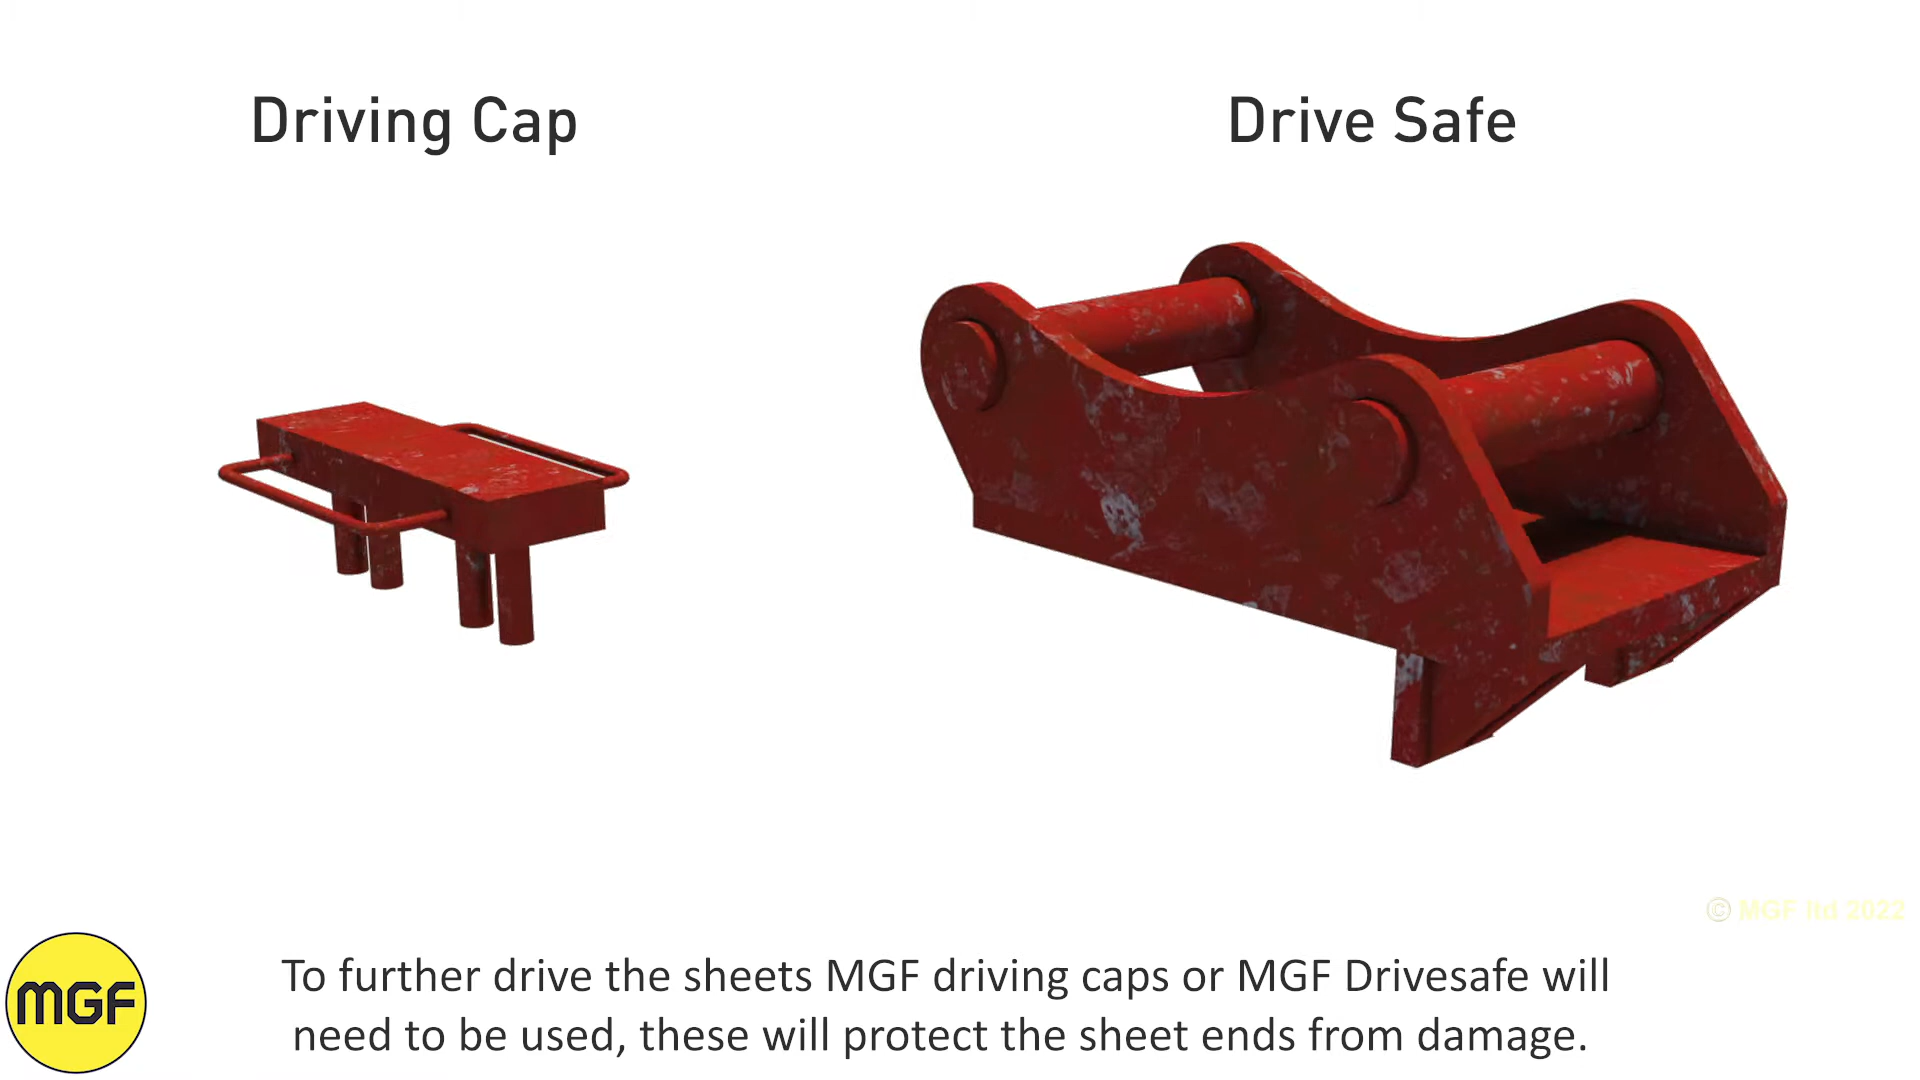 Driving Cap
Drive Safe
© MGF ltd 2022
MGF
To further drive the sheets MGF driving caps or MGF Drivesafe will
need to be used, these will protect the sheet ends from damage.